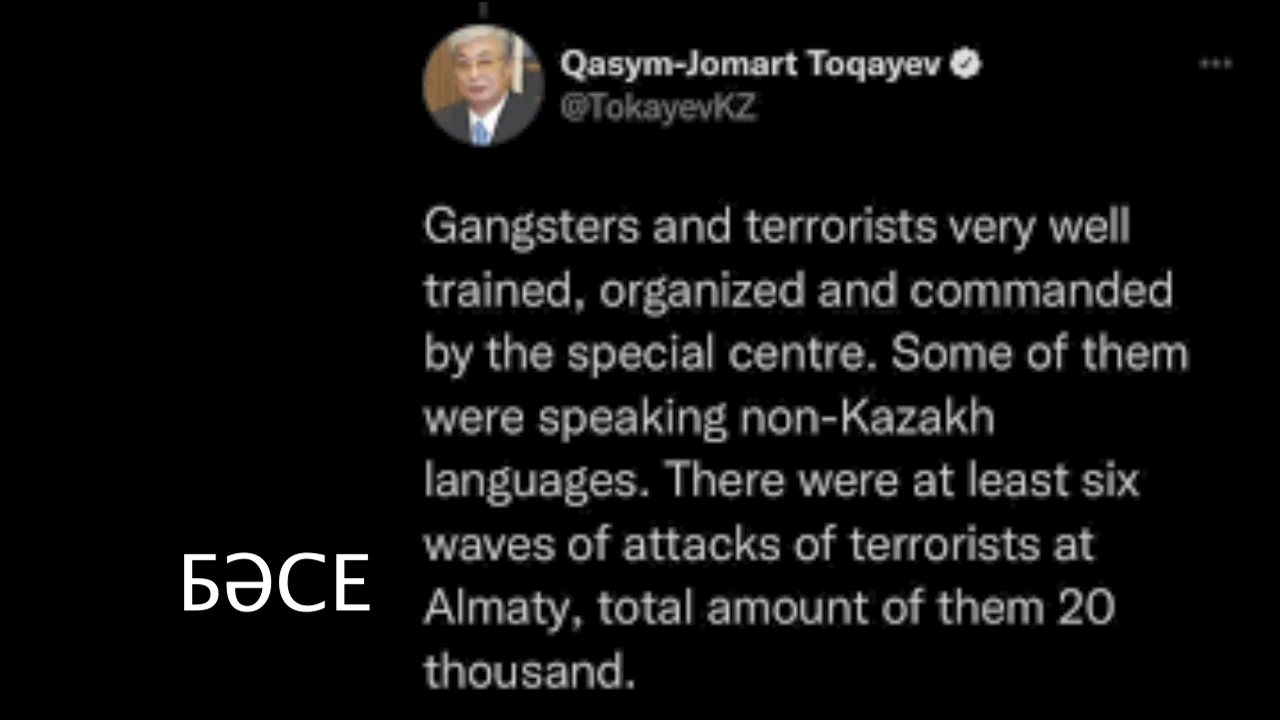 Qasym-Jomart Toqayev
@TokayevKZ
Gangsters and terrorists very well
trained, organized and commanded
by the special centre. Some of them
were speaking non-Kazakh
languages. There were at least six
waves of attacks of terrorists at
Almaty, total amount of them 20
thousand.
БӘСЕ